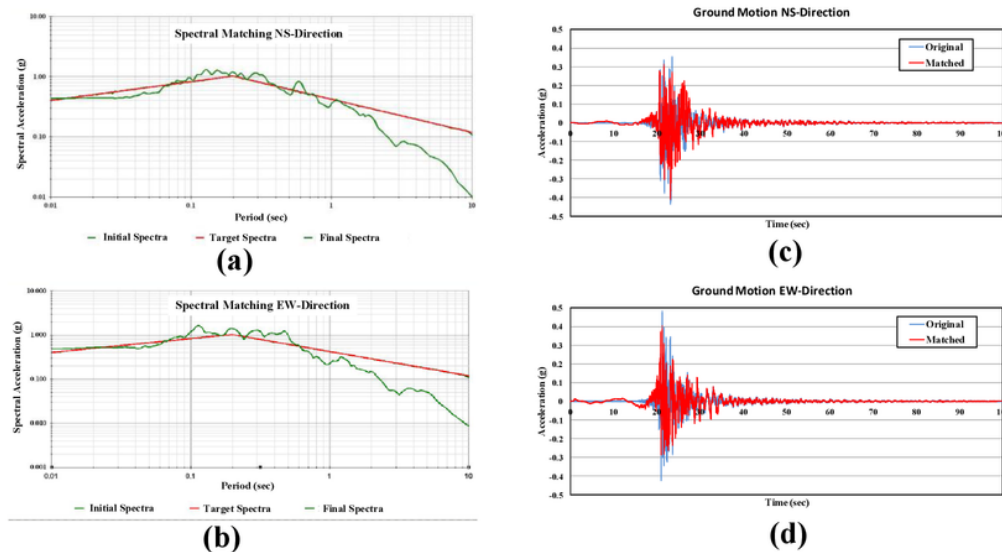 Spectral Matching NS-Direction
10.00
1.00
0.10
0.01
Spectral Acceleration (g)
0.01
0.1
1
10
Period (sec)
Initial Spectra
Target Spectra
Final Spectra
(a)
Spectral Matching EW-Direction
10.000
1.000
0.100
0.010
0.001
Spectral Acceleration (g)
0.01
0.1
1
10
Period (sec)
Initial Spectra
Target Spectra
Final Spectra
(b)
Ground Motion NS-Direction
0.5
0.4
0.3
0.2
0.1
0
-0.1
-0.2
-0.3
-0.4
-0.5
Acceleration (g)
0
10
20
30
40
50
60
70
80
90
100
Original
Matched
Time (sec)
(c)
Ground Motion EW-Direction
0.5
0.4
0.3
0.2
0.1
0
-0.1
-0.2
-0.3
-0.4
-0.5
Acceleration (g)
0
10
20
30
40
50
60
70
80
90
100
Original
Matched
Time (sec)
(d)